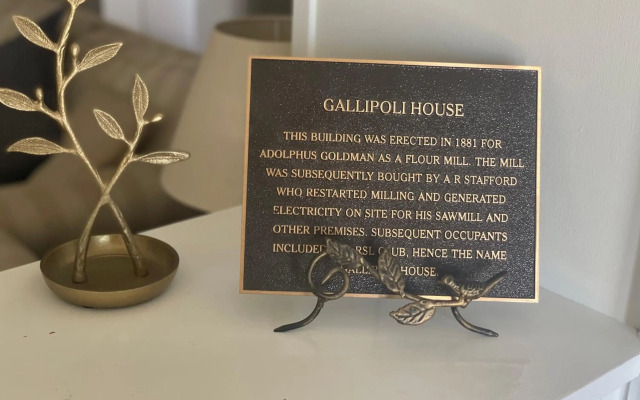 GALLIPOLI HOUSE
THIS BUILDING WAS ERECTED IN 1881 FOR
ADOLPHUS GOLDMAN AS A FLOUR MILL. THE MILL
WAS SUBSEQUENTLY BOUGHT BY A R STAFFORD
WHO RESTARTED MILLING AND GENERATED
ELECTRICITY ON SITE FOR HIS SAWMILL AND
OTHER PREMISES. SUBSEQUENT OCCUPANTS
INCLUDED RSL CLUB, HENCE THE NAME
HOUSE.